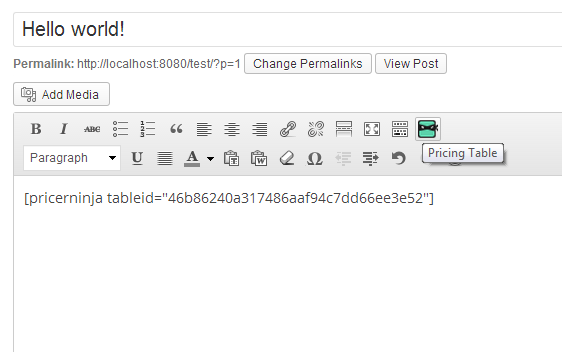 Hello world!
Permalink: http://localhost:8080/test/?p=1 Change Permalinks View Post
Add Media
B I ABC
Paragraph U A Pricing Table
[pricerninja tableid="46b86240a317486aaf94c7dd66ee3e52"]